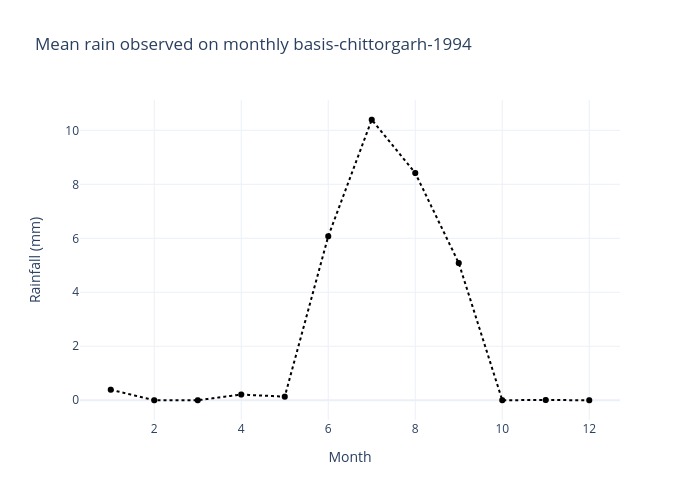 Mean rain observed on monthly basis-chittorgarh-1994
10
8
6
4
2
0
Rainfall (mm)
2 4 6 8 10 12
Month